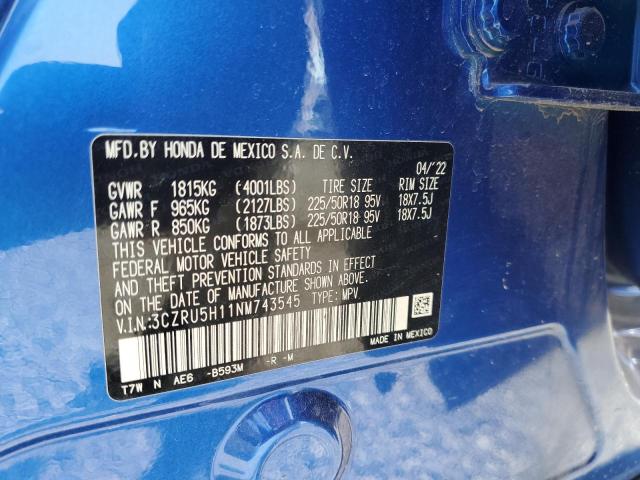 MFD.BY HONDA DE MEXICO S.A. DE C.V.
04/'22
GVWR 1815KG (4001LBS) TIRE SIZE RIM SIZE
GAWR F 965KG (2127LBS) 225/50R18 95V 18X7.5J
GAWR R 850KG (1873LBS) 225/50R18 95V 18X7.5J
THIS VEHICLE CONFORMS TO ALL APPLICABLE
FEDERAL MOTOR VEHICLE SAFETY
AND THEFT PREVENTION STANDARDS IN EFFECT
ON THE DATE OF MANUFACTURE SHOWN ABOVE.
V.I.N.:3CZRU5H11NM743545 TYPE: MPV
MADE IN MEXICO
T7W N AE6 -B593M -R -M